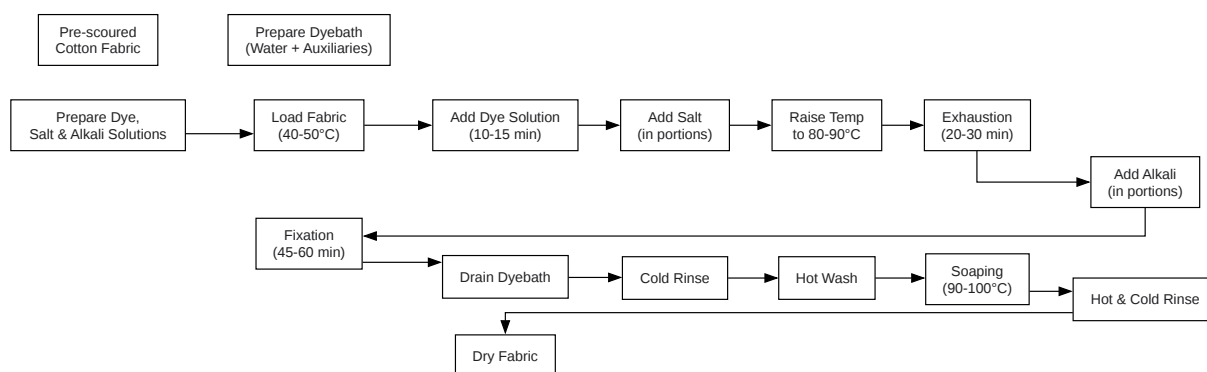 Pre-scoured
Cotton Fabric
Prepare Dyebath
(Water + Auxiliaries)
Prepare Dye,
Salt & Alkali Solutions
Load Fabric
(40-50°C)
Add Dye Solution
(10-15 min)
Add Salt
(in portions)
Raise Temp
to 80-90°C
Exhaustion
(20-30 min)
Add Alkali
(in portions)
Fixation
(45-60 min)
Drain Dyebath
Cold Rinse
Hot Wash
Soaping
(90-100°C)
Hot & Cold Rinse
Dry Fabric